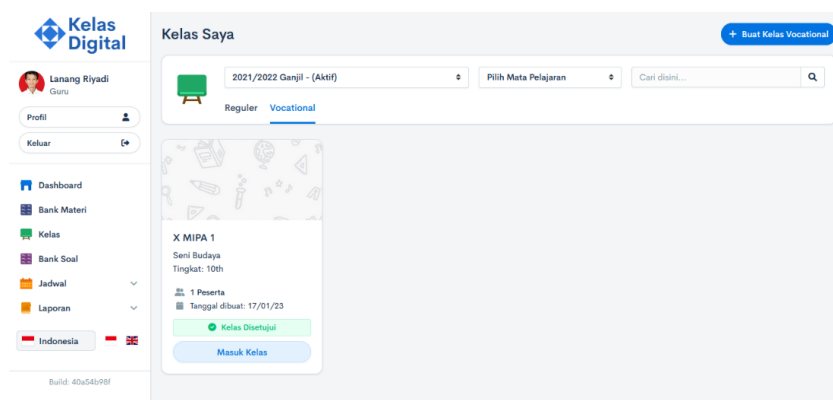 Kelas
Digital
Lanang Riyadi
Guru
Profil
Keluar
Dashboard
Bank Materi
Kelas
Bank Soal
Jadwal
Laporan
Indonesia
Build: 40a54b98f
Kelas Saya
+ Buat Kelas Vocational
2021/2022 Ganjil - (Aktif)
Pilih Mata Pelajaran
Cari disini...
Reguler Vocational
X MIPA 1
Seni Budaya
Tingkat: 10th
1 Peserta
Tanggal dibuat: 17/01/23
Kelas Disetujui
Masuk Kelas